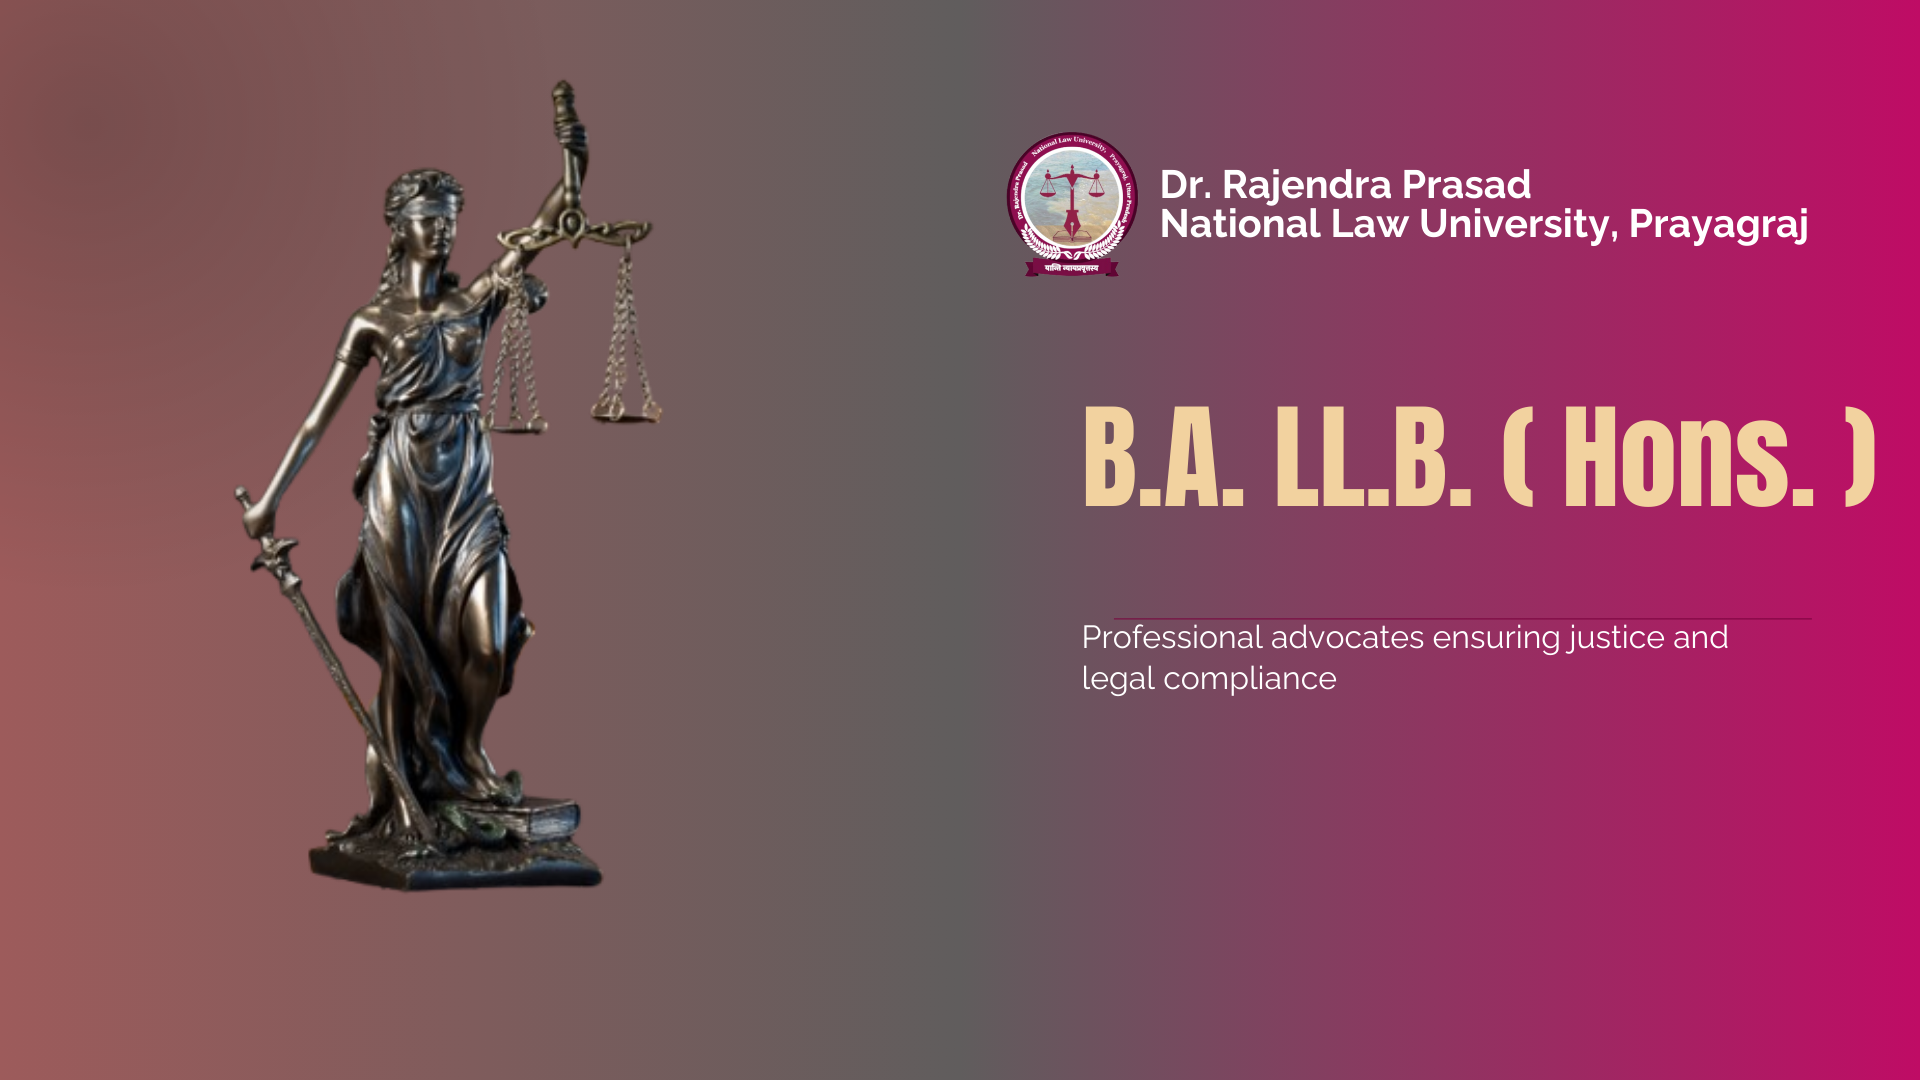 Dr. Rajendra Prasad National Law University, Prayagraj, Uttar Pradesh
Dr. Rajendra Prasad
National Law University, Prayagraj
B.A. LL.B. ( Hons. )
Professional advocates ensuring justice and
legal compliance